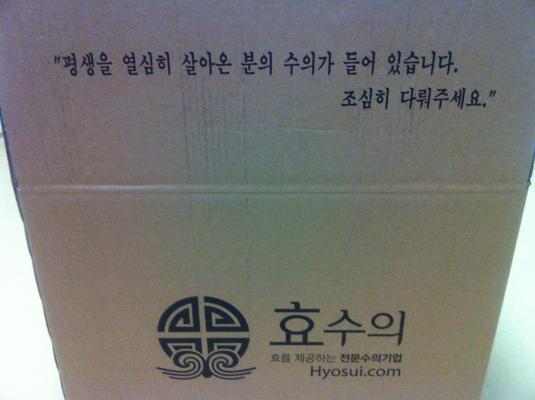 "평생을 열심히 살아온 분의 수의가 들어 있습니다.
조심히 다뤄주세요."
효수의
효를 제공하는 전문수의기업
Hyosui.com